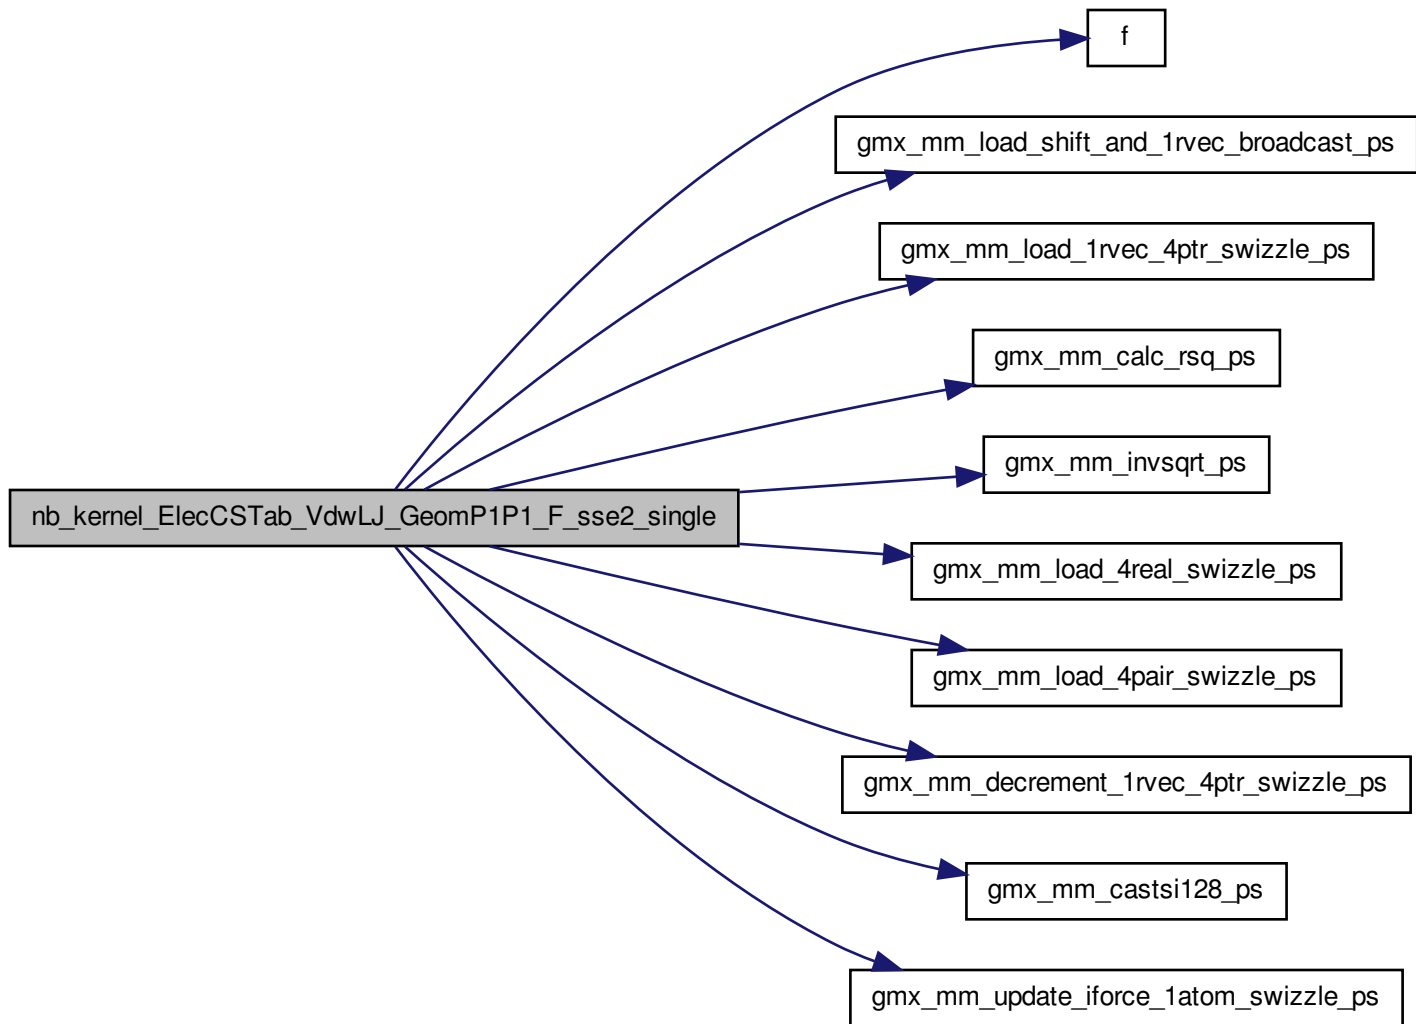 f
gmx_mm_load_shift_and_1rvec_broadcast_ps
gmx_mm_load_1rvec_4ptr_swizzle_ps
gmx_mm_calc_rsq_ps
gmx_mm_invsqrt_ps
nb_kernel_ElecCSTab_VdwLJ_GeomP1P1_F_sse2_single
gmx_mm_load_4real_swizzle_ps
gmx_mm_load_4pair_swizzle_ps
gmx_mm_decrement_1rvec_4ptr_swizzle_ps
gmx_mm_castsi128_ps
gmx_mm_update_iforce_1atom_swizzle_ps